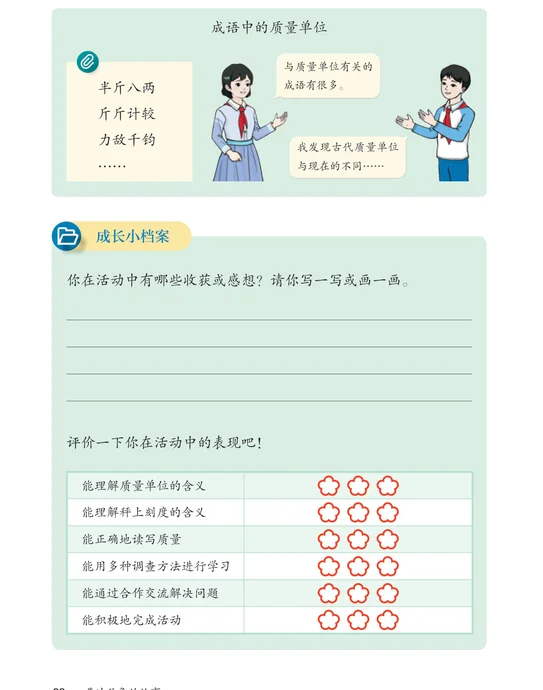 成语中的质量单位
半斤八两
斤斤计较
力敌千钧
……
与质量单位有关的
成语有很多。
我发现古代质量单位
与现在的不同……
成长小档案
你在活动中有哪些收获或感想？请你写一写或画一画。
评价一下你在活动中的表现吧！
能理解质量单位的含义
能理解秤上刻度的含义
能正确地读写质量
能用多种调查方法进行学习
能通过合作交流解决问题
能积极地完成活动